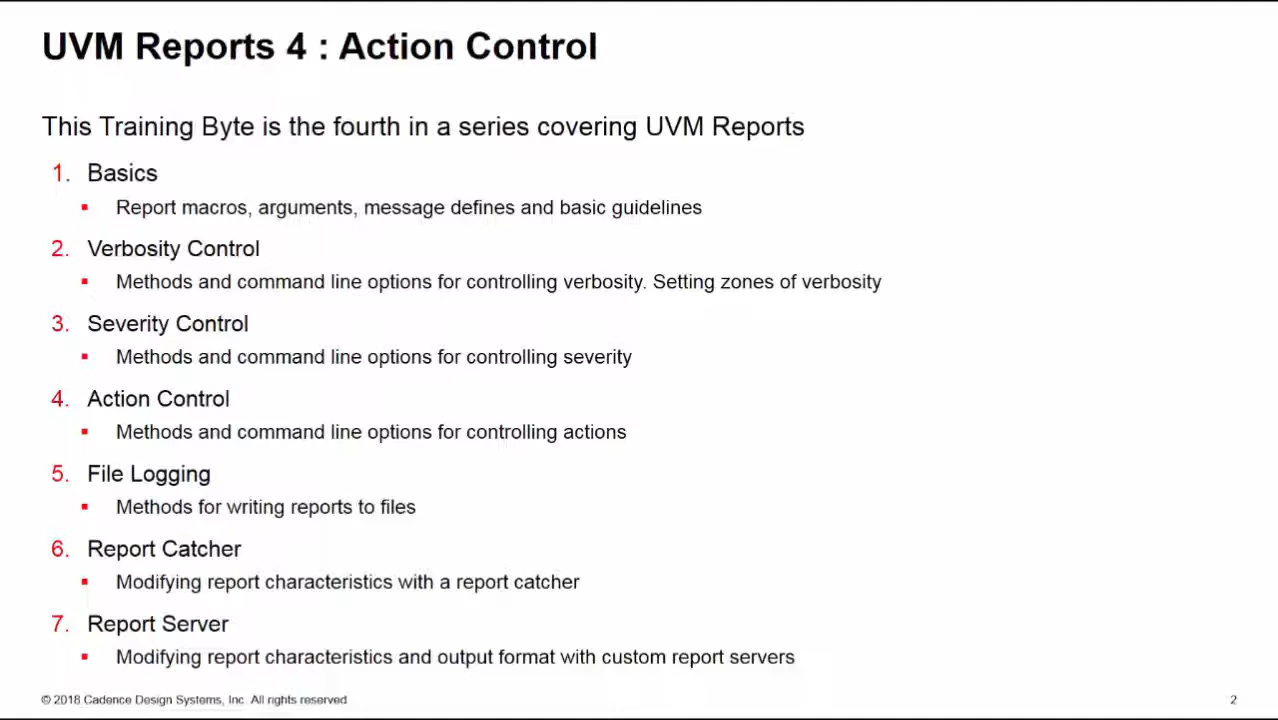 UVM Reports 4 : Action Control
This Training Byte is the fourth in a series covering UVM Reports
1. Basics
▪ Report macros, arguments, message defines and basic guidelines
2. Verbosity Control
▪ Methods and command line options for controlling verbosity. Setting zones of verbosity
3. Severity Control
▪ Methods and command line options for controlling severity
4. Action Control
▪ Methods and command line options for controlling actions
5. File Logging
▪ Methods for writing reports to files
6. Report Catcher
▪ Modifying report characteristics with a report catcher
7. Report Server
▪ Modifying report characteristics and output format with custom report servers
© 2018 Cadence Design Systems, Inc. All rights reserved
2